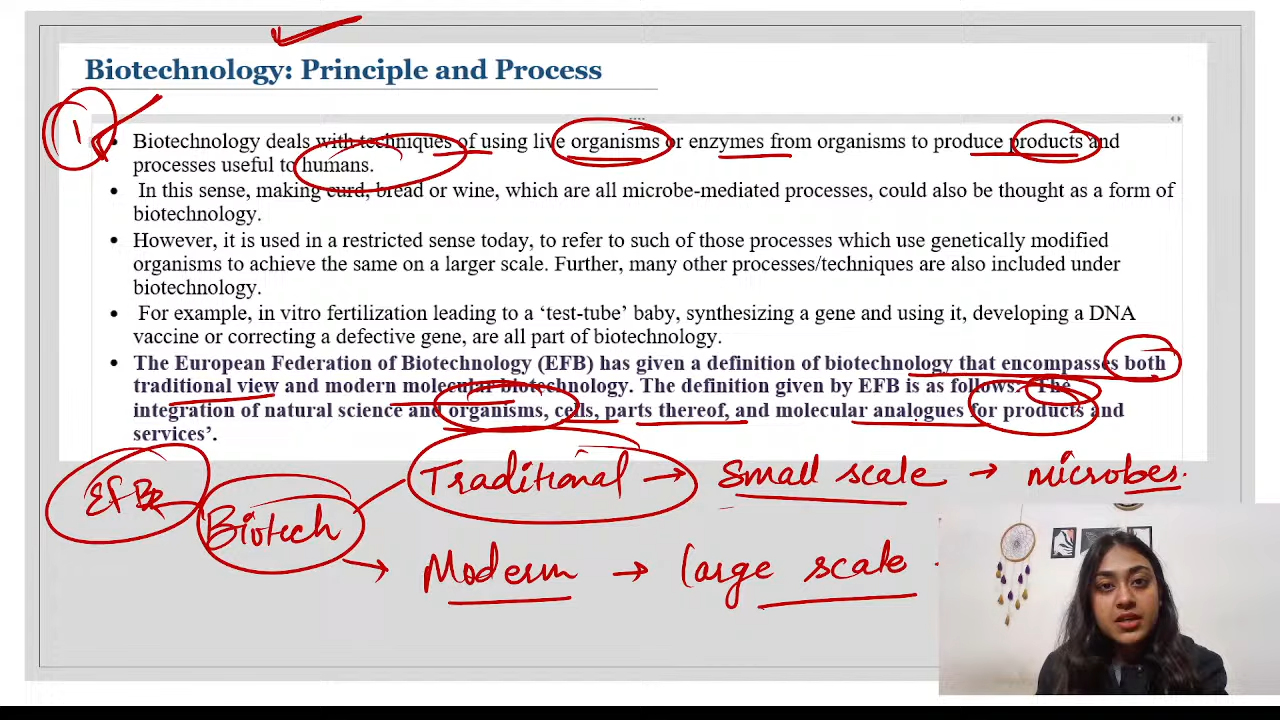 Biotechnology: Principle and Process
1
• Biotechnology deals with techniques of using live organisms or enzymes from organisms to produce products and
processes useful to humans.
• In this sense, making curd, bread or wine, which are all microbe-mediated processes, could also be thought as a form of
biotechnology.
• However, it is used in a restricted sense today, to refer to such of those processes which use genetically modified
organisms to achieve the same on a larger scale. Further, many other processes/techniques are also included under
biotechnology.
• For example, in vitro fertilization leading to a ‘test-tube’ baby, synthesizing a gene and using it, developing a DNA
vaccine or correcting a defective gene, are all part of biotechnology.
• The European Federation of Biotechnology (EFB) has given a definition of biotechnology that encompasses both
traditional view and modern molecular biotechnology. The definition given by EFB is as follows: ‘The
integration of natural science and organisms, cells, parts thereof, and molecular analogues for products and
services’.
Traditional → small scale → microbes.
Biotech
Modern → large scale